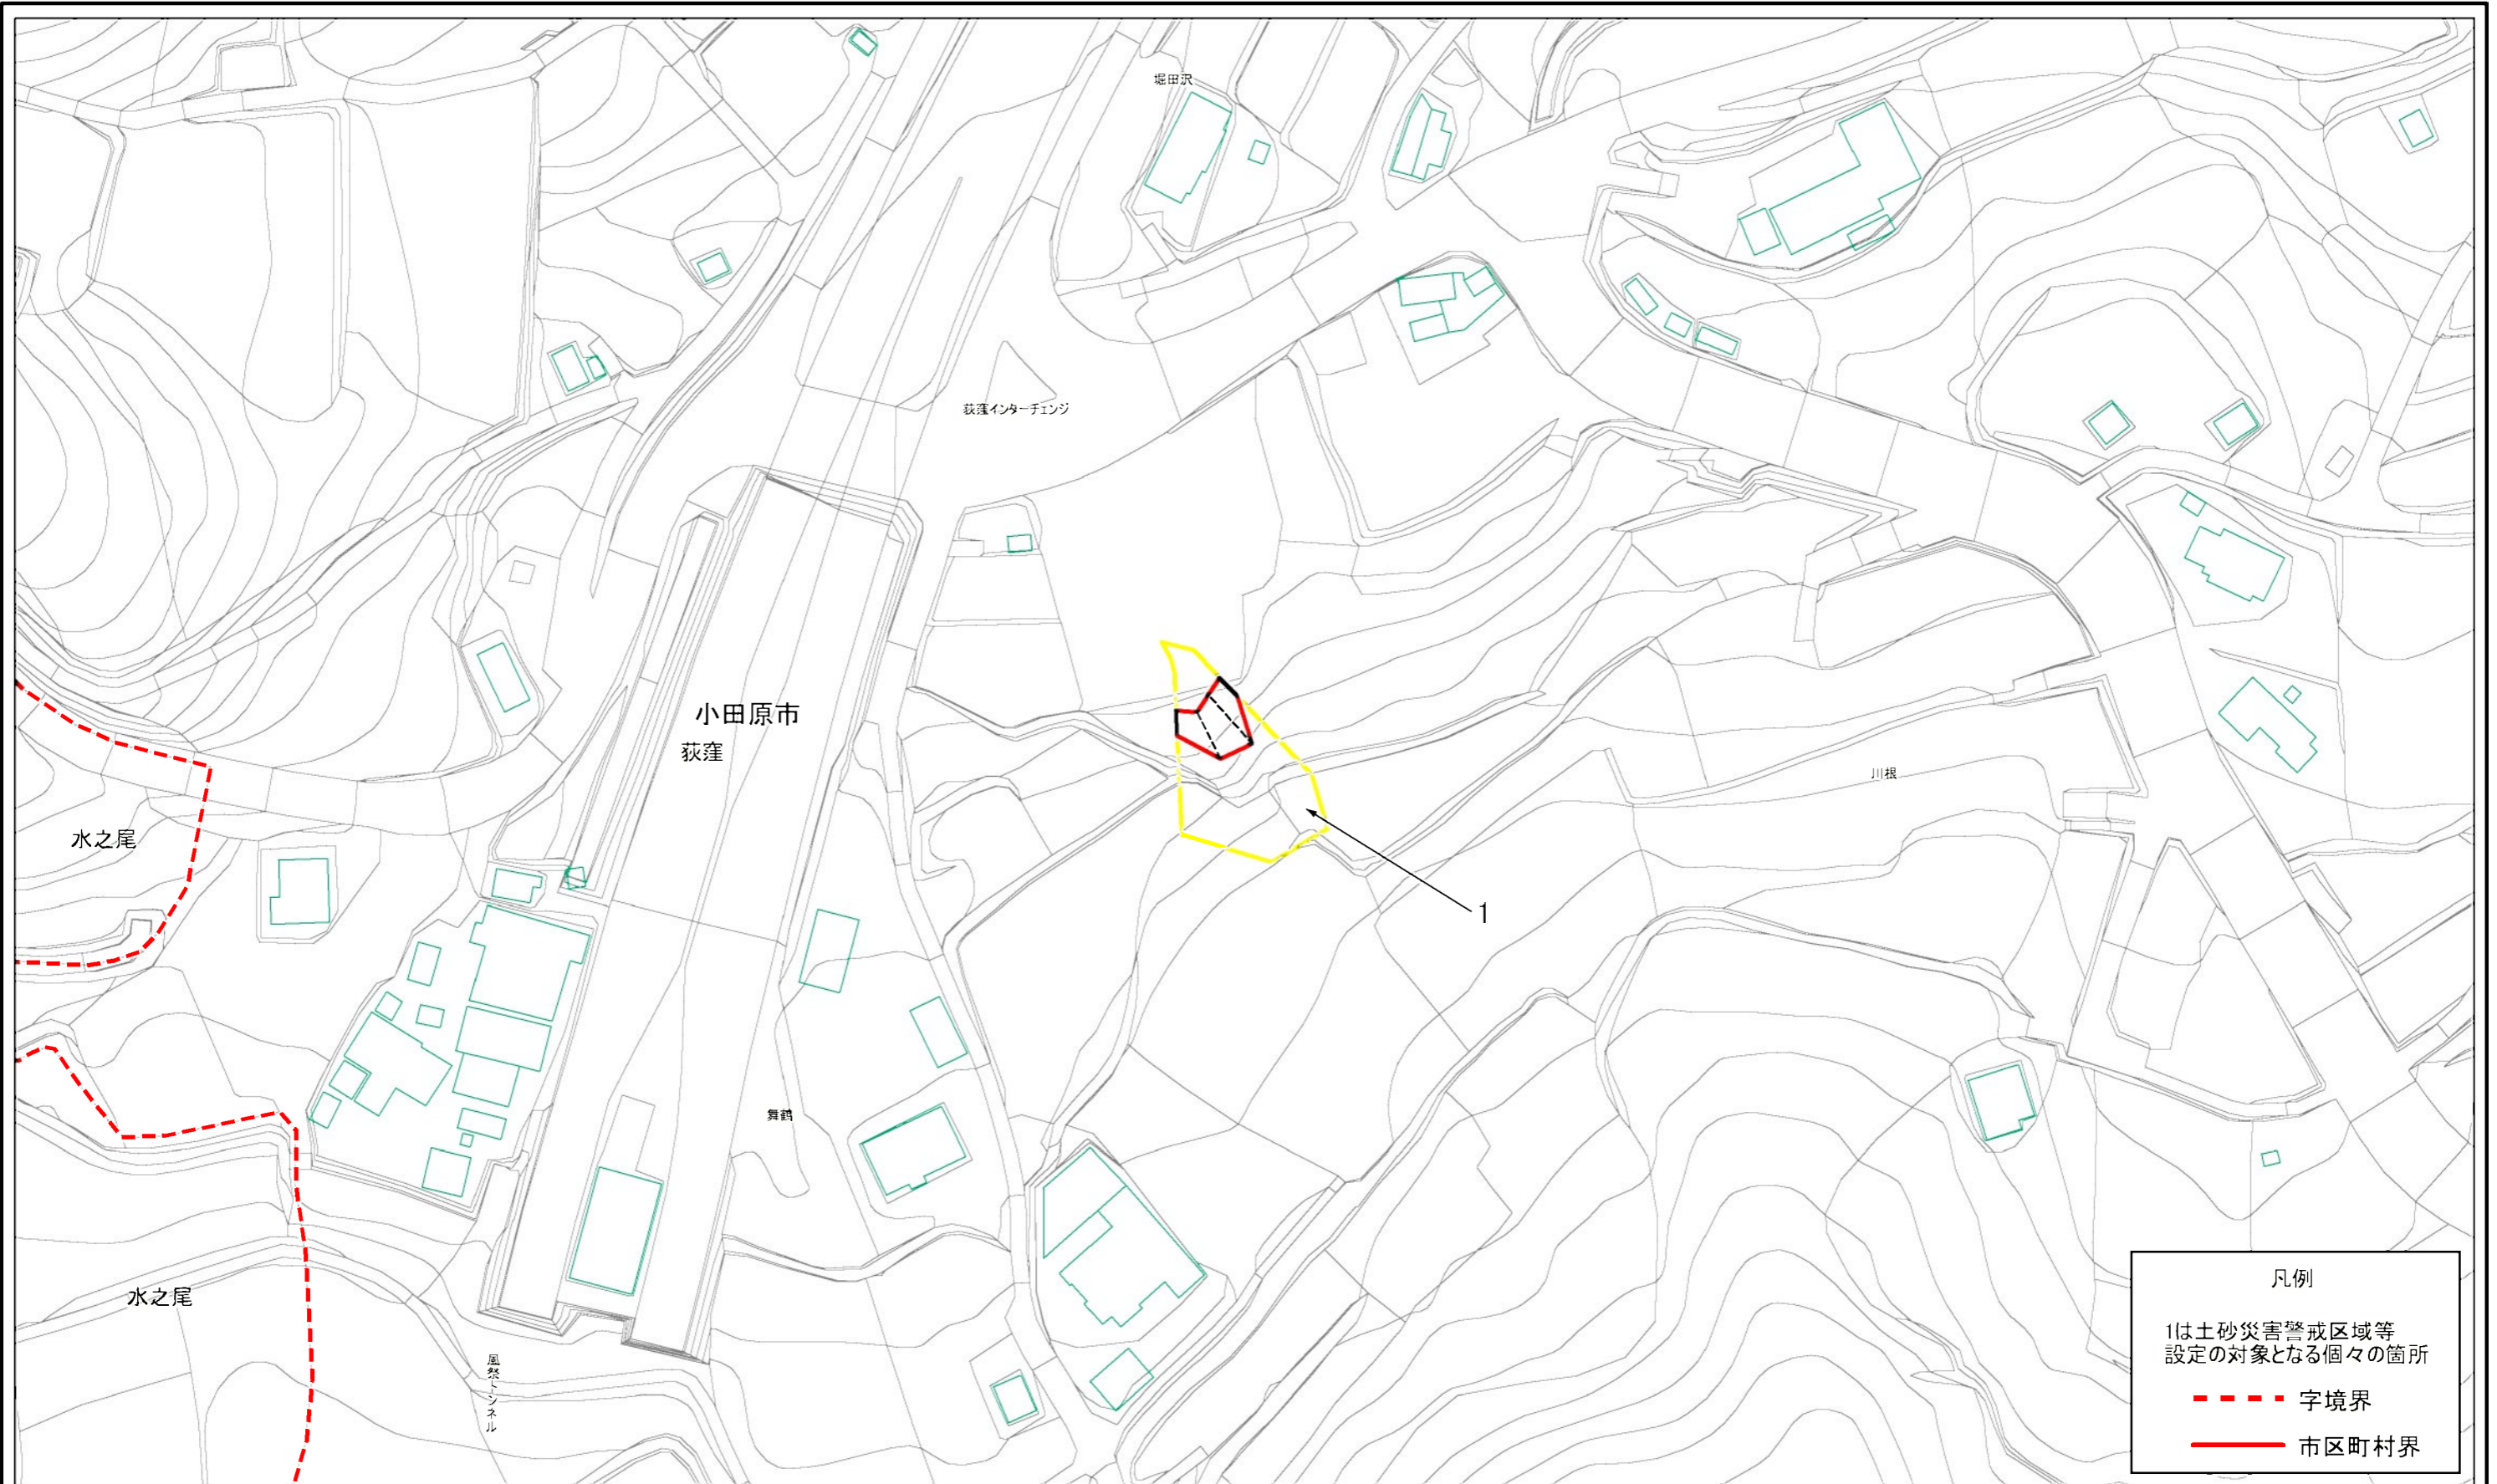 堀田沢
荻窪インターチェンジ
小田原市
荻窪
川根
水之尾
1
舞鶴
水之尾
風祭トンネル
凡例
1は土砂災害警戒区域等
設定の対象となる個々の箇所
字境界
市区町村界